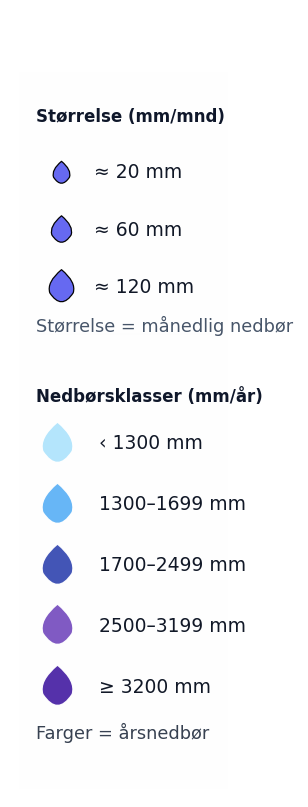 Størrelse (mm/mnd)
≈ 20 mm
≈ 60 mm
≈ 120 mm
Størrelse = månedlig nedbør
Nedbørsklasser (mm/år)
‹ 1300 mm
1300–1699 mm
1700–2499 mm
2500–3199 mm
≥ 3200 mm
Farger = årsnedbør